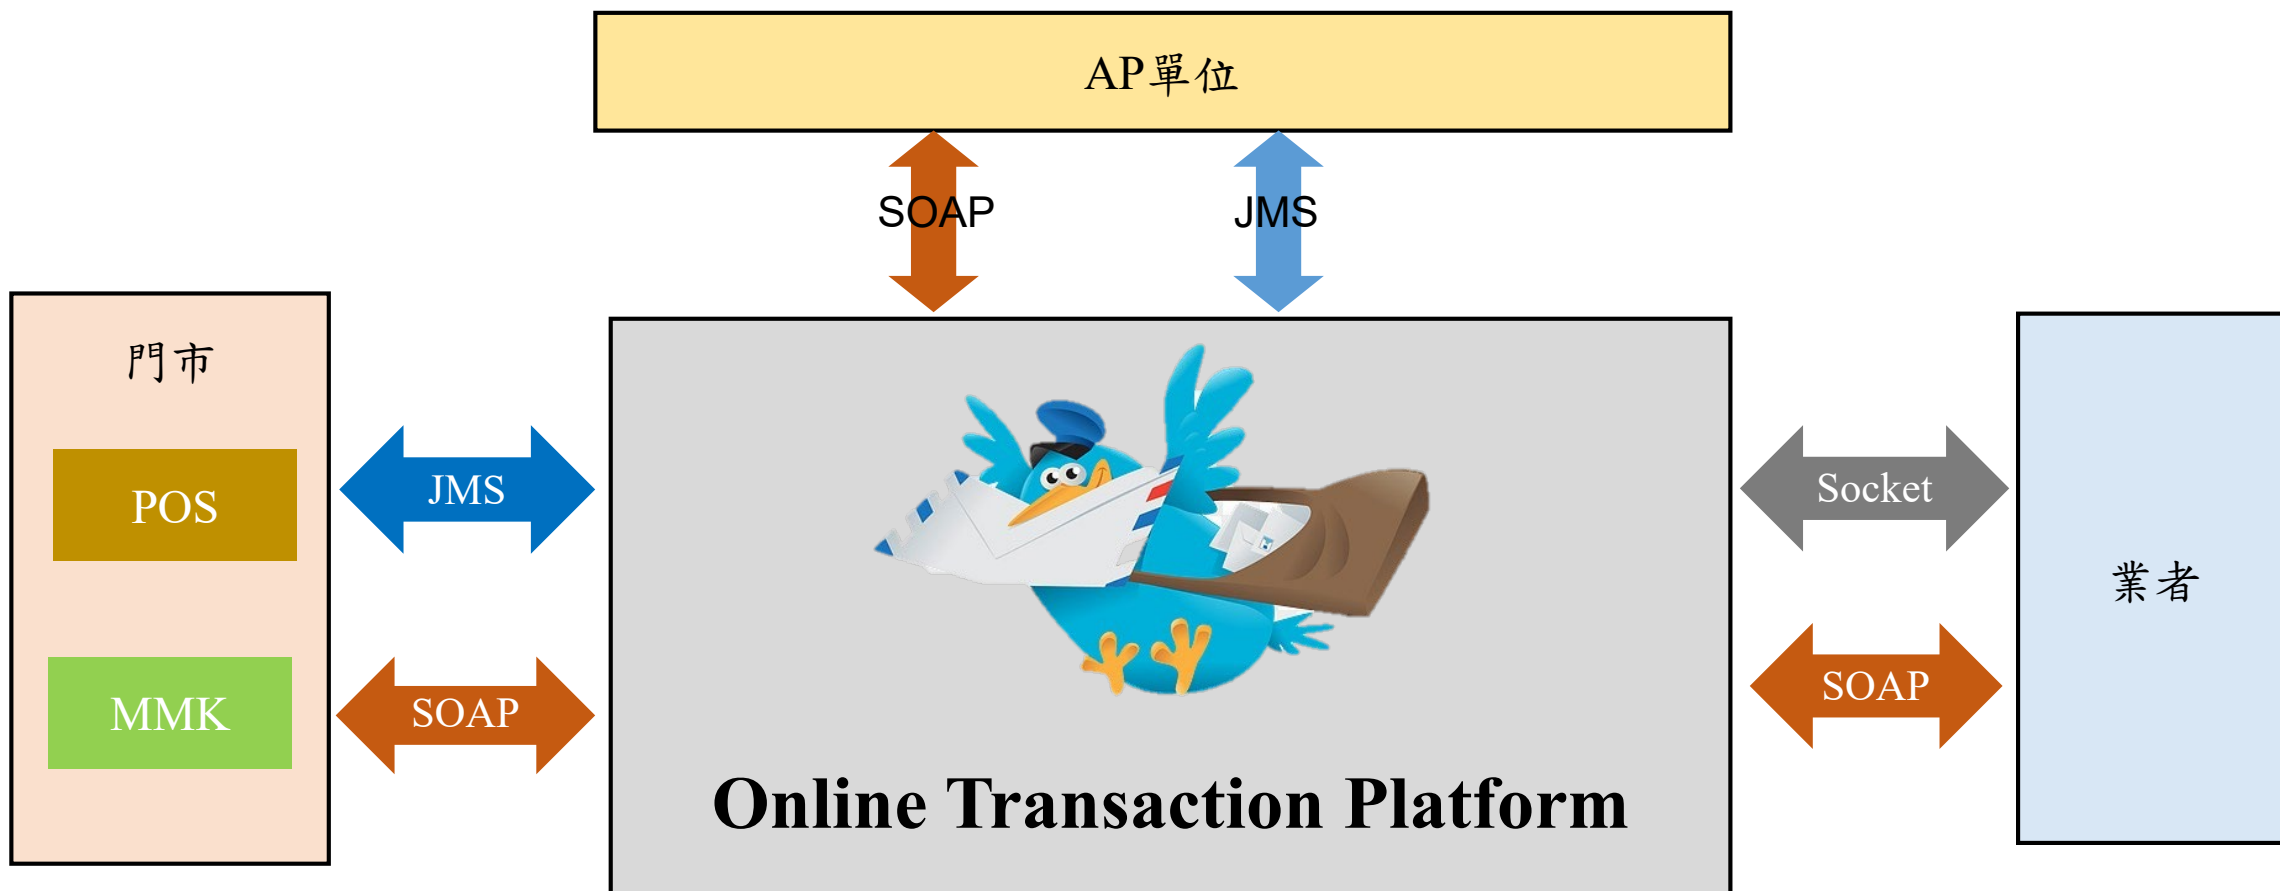 AP單位
SOAP
JMS
門市
POS
JMS
MMK
SOAP
Online Transaction Platform
Socket
業者
SOAP